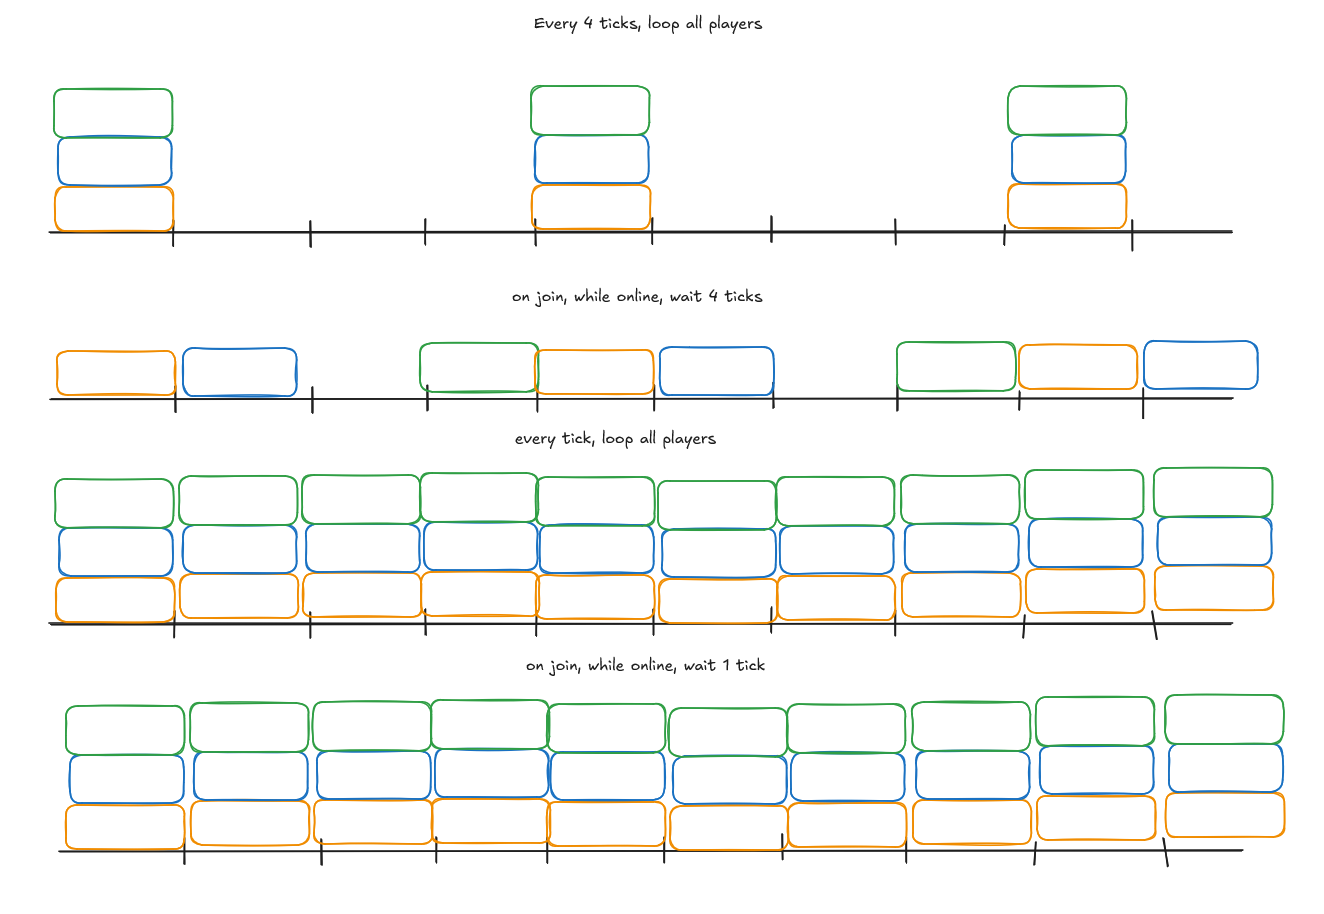 Every 4 ticks, loop all players
on join, while online, wait 4 ticks
every tick, loop all players
on join, while online, wait 1 tick